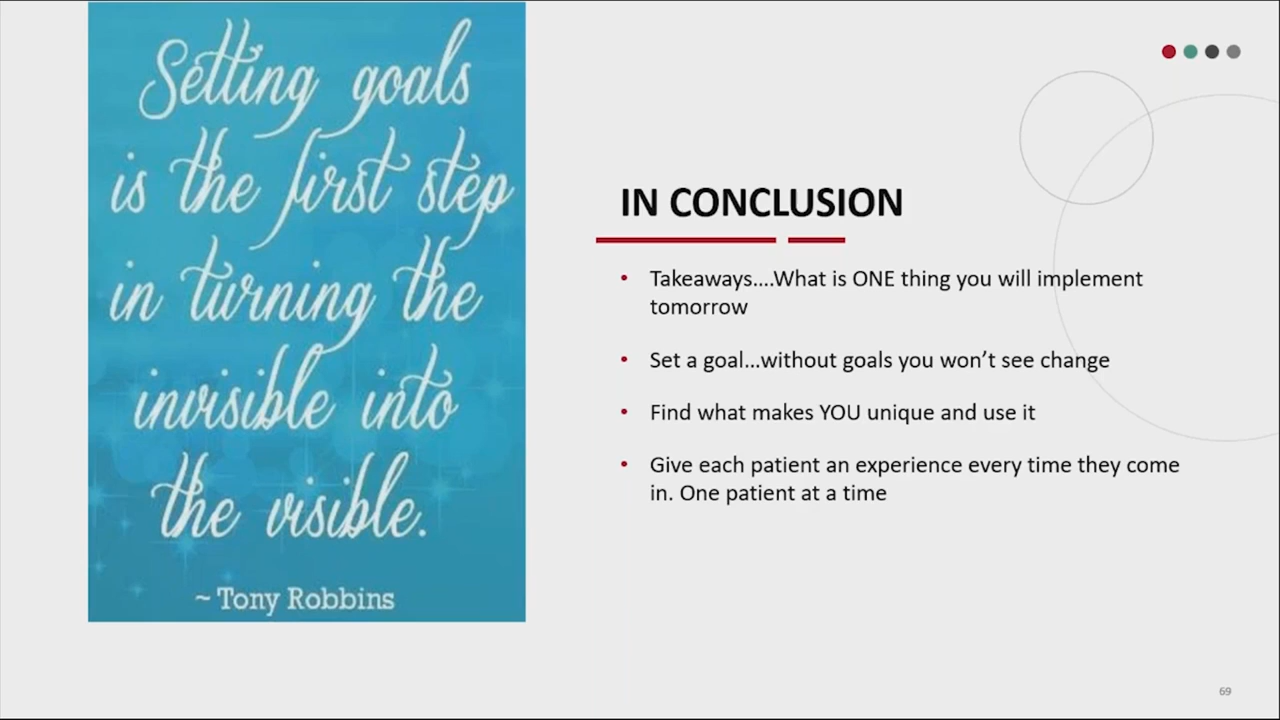 Setting goals
is the first step
in turning the
invisible into
the visible.
~ Tony Robbins
IN CONCLUSION
• Takeaways....What is ONE thing you will implement
tomorrow
• Set a goal...without goals you won't see change
• Find what makes YOU unique and use it
• Give each patient an experience every time they come
in. One patient at a time
69